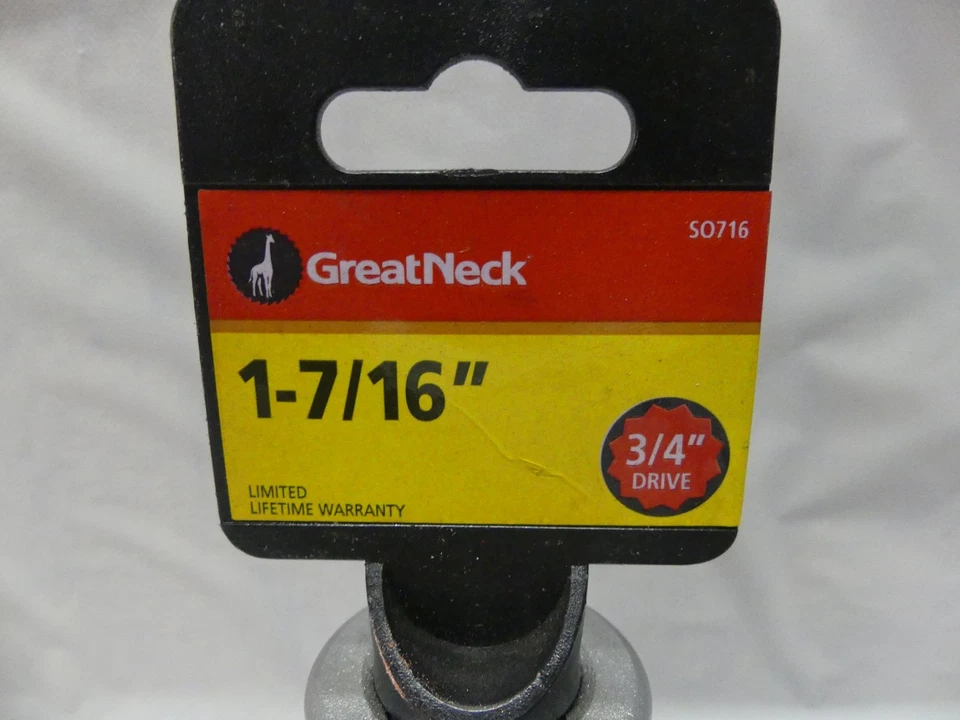 SO716
GreatNeck
1-7/16"
3/4"
DRIVE
LIMITED
LIFETIME WARRANTY